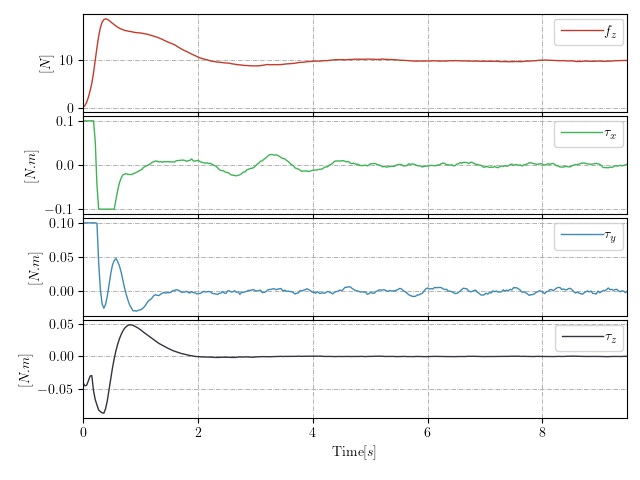 [N]
10
0
f_z
[N.m]
0.1
0.0
−0.1
τ_x
[N.m]
0.10
0.05
0.00
τ_y
[N.m]
0.05
0.00
−0.05
τ_z
0 2 4 6 8
Time[s]